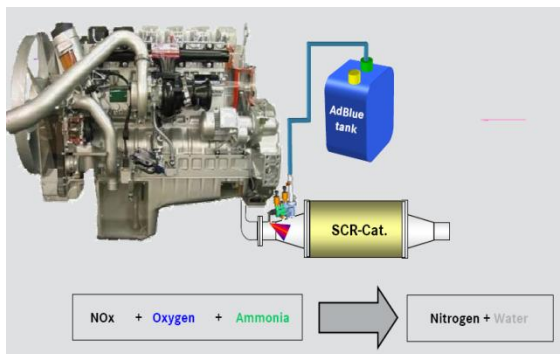 AdBlue
tank
SCR-Cat.
NOx + Oxygen + Ammonia
Nitrogen + Water